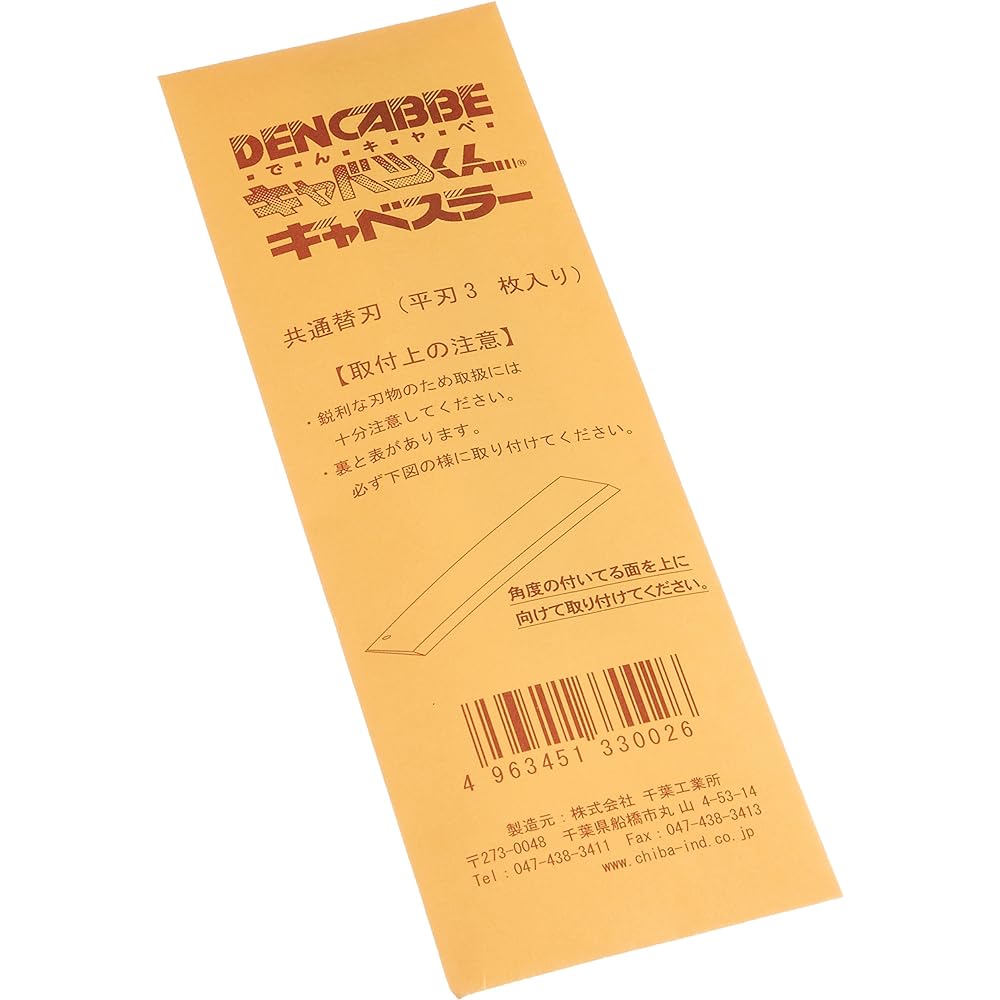 DENCABBE
・で・ん・キ・ャ・ベ・
キャベツくん®
キャベスラー
共通替刃（平刃３　枚入り）
【取付上の注意】
・鋭利な刃物のため取扱には
十分注意してください。
・裏と表があります。
必ず下図の様に取り付けてください。
角度の付いてる面を上に
向けて取り付けてください。
4 963451 330026
製造元：株式会社 千葉工業所
〒273-0048　千葉県船橋市丸 山 4-53-14
Tel：047-438-3411　Fax：047-438-3413
www.chiba-ind.co.jp